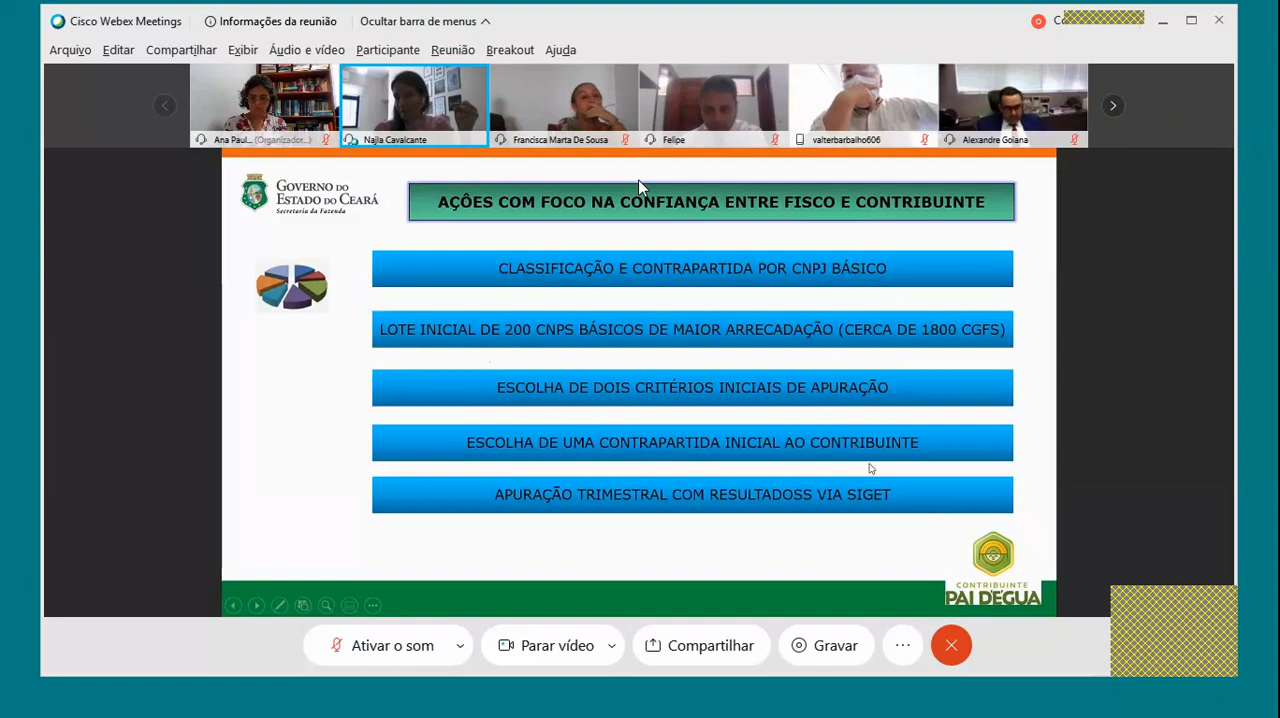 Cisco Webex Meetings
Informações da reunião
Ocultar barra de menus
Arquivo Editar Compartilhar Exibir Áudio e vídeo Participante Reunião Breakout Ajuda
Ana Paul... (Organizador...)
Najla Cavalcante
Francisca Marta De Sousa
Felipe
valterbarbalho606
Alexandre Goiana
GOVERNO DO
ESTADO DO CEARÁ
Secretaria da Fazenda
AÇÔES COM FOCO NA CONFIANÇA ENTRE FISCO E CONTRIBUINTE
CLASSIFICAÇÃO E CONTRAPARTIDA POR CNPJ BÁSICO
LOTE INICIAL DE 200 CNPS BÁSICOS DE MAIOR ARRECADAÇÃO (CERCA DE 1800 CGFS)
ESCOLHA DE DOIS CRITÉRIOS INICIAIS DE APURAÇÃO
ESCOLHA DE UMA CONTRAPARTIDA INICIAL AO CONTRIBUINTE
APURAÇÃO TRIMESTRAL COM RESULTADOSS VIA SIGET
CONTRIBUINTE
PAI D'ÉGUA
Ativar o som
Parar vídeo
Compartilhar
Gravar